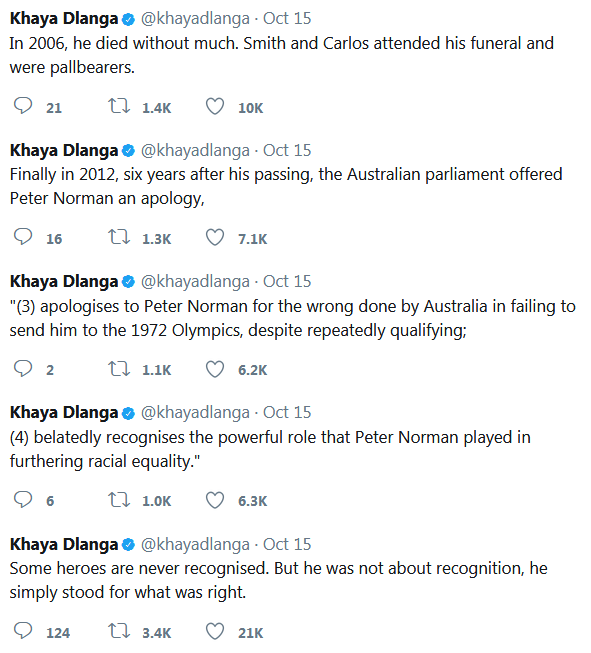 Khaya Dlanga @khayadlanga · Oct 15
In 2006, he died without much. Smith and Carlos attended his funeral and
were pallbearers.
21 1.4K 10K
Khaya Dlanga @khayadlanga · Oct 15
Finally in 2012, six years after his passing, the Australian parliament offered
Peter Norman an apology,
16 1.3K 7.1K
Khaya Dlanga @khayadlanga · Oct 15
"(3) apologises to Peter Norman for the wrong done by Australia in failing to
send him to the 1972 Olympics, despite repeatedly qualifying;
2 1.1K 6.2K
Khaya Dlanga @khayadlanga · Oct 15
(4) belatedly recognises the powerful role that Peter Norman played in
furthering racial equality."
6 1.0K 6.3K
Khaya Dlanga @khayadlanga · Oct 15
Some heroes are never recognised. But he was not about recognition, he
simply stood for what was right.
124 3.4K 21K